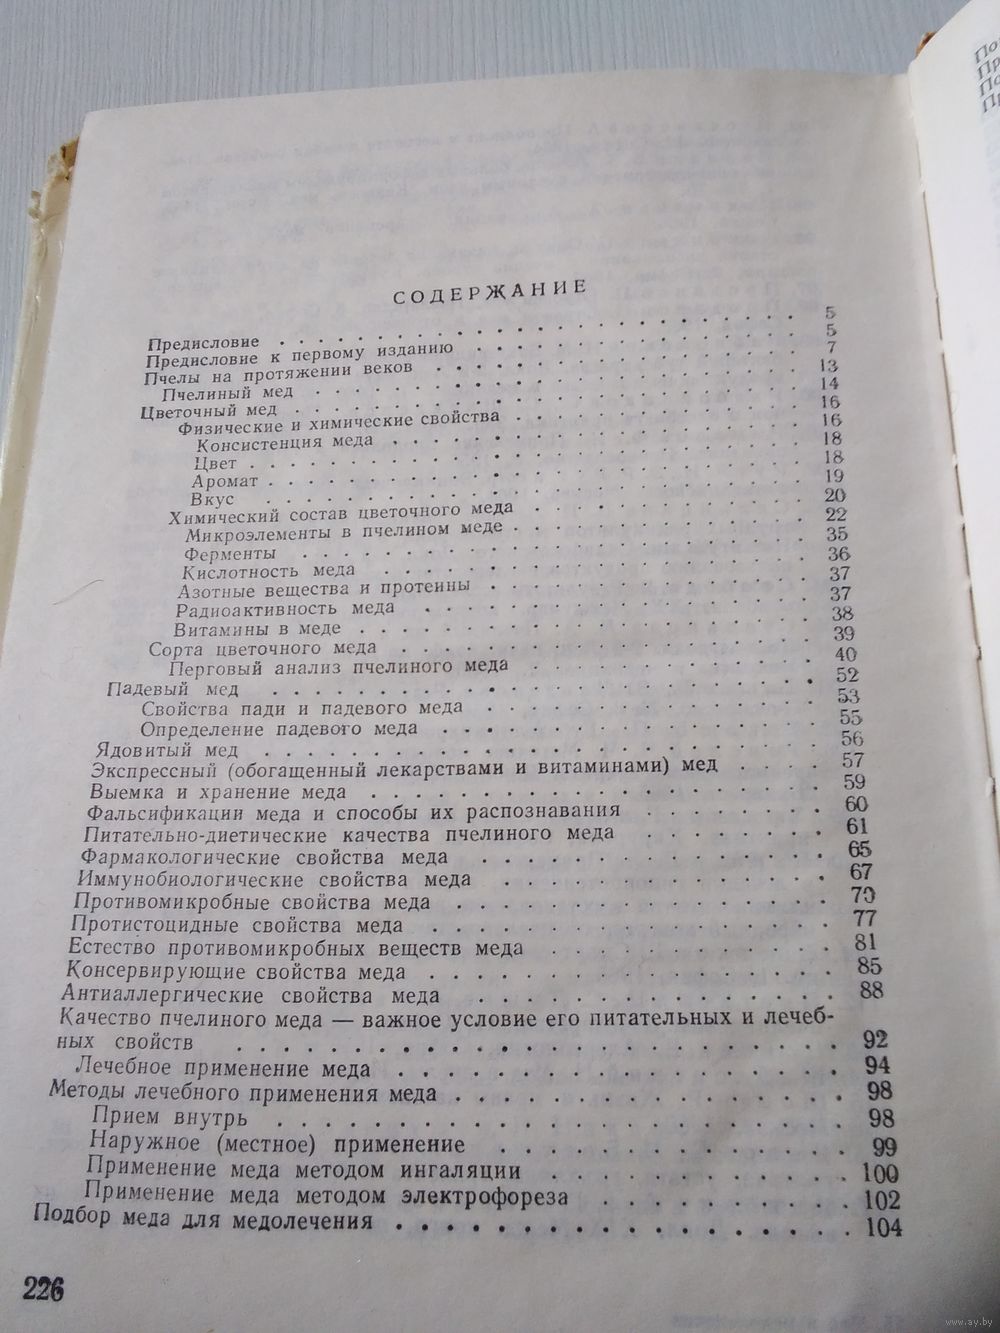 СОДЕРЖАНИЕ
Предисловие . . . . . . . . . . 5
Предисловие к первому изданию . . . . . . . . . . 5
Пчелы на протяжении веков . . . . . . . . . . 7
Пчелиный мед . . . . . . . . . . 13
Цветочный мед . . . . . . . . . . 14
Физические и химические свойства . . . . . . . . . . 16
Консистенция меда . . . . . . . . . . 16
Цвет . . . . . . . . . . 18
Аромат . . . . . . . . . . 18
Вкус . . . . . . . . . . 19
Химический состав цветочного меда . . . . . . . . . . 20
Микроэлементы в пчелином меде . . . . . . . . . . 22
Ферменты . . . . . . . . . . 35
Кислотность меда . . . . . . . . . . 36
Азотные вещества и протеины . . . . . . . . . . 37
Радиоактивность меда . . . . . . . . . . 37
Витамины в меде . . . . . . . . . . 38
Сорта цветочного меда . . . . . . . . . . 39
Перговый анализ пчелиного меда . . . . . . . . . . 40
Падевый мед . . . . . . . . . . 52
Свойства пади и падевого меда . . . . . . . . . . 53
Определение падевого меда . . . . . . . . . . 55
Ядовитый мед . . . . . . . . . . 56
Экспрессный (обогащенный лекарствами и витаминами) мед . . . . 57
Выемка и хранение меда . . . . . . . . . . 59
Фальсификации меда и способы их распознавания . . . . . . . . 60
Питательно-диетические качества пчелиного меда . . . . . . . . 61
Фармакологические свойства меда . . . . . . . . . . 65
Иммунобиологические свойства меда . . . . . . . . . . 67
Противомикробные свойства меда . . . . . . . . . . 70
Протистоцидные свойства меда . . . . . . . . . . 77
Естество противомикробных веществ меда . . . . . . . . . . 81
Консервирующие свойства меда . . . . . . . . . . 85
Антиаллергические свойства меда . . . . . . . . . . 88
Качество пчелиного меда — важное условие его питательных и лечеб-
ных свойств . . . . . . . . . . 92
Лечебное применение меда . . . . . . . . . . 94
Методы лечебного применения меда . . . . . . . . . . 98
Прием внутрь . . . . . . . . . . 98
Наружное (местное) применение . . . . . . . . . . 99
Применение меда методом ингаляции . . . . . . . . . . 100
Применение меда методом электрофореза . . . . . . . . . . 102
Подбор меда для медолечения . . . . . . . . . . 104
226
www.ay.by